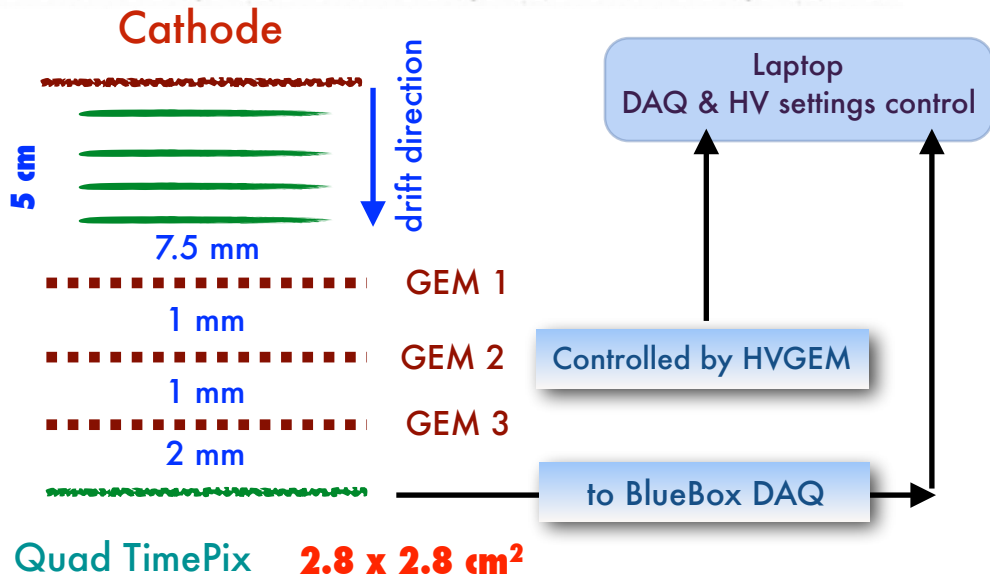 Cathode
drift direction
5 cm
7.5 mm
GEM 1
1 mm
GEM 2
1 mm
GEM 3
2 mm
Quad TimePix 2.8 x 2.8 cm²
Laptop
DAQ & HV settings control
Controlled by HVGEM
to BlueBox DAQ